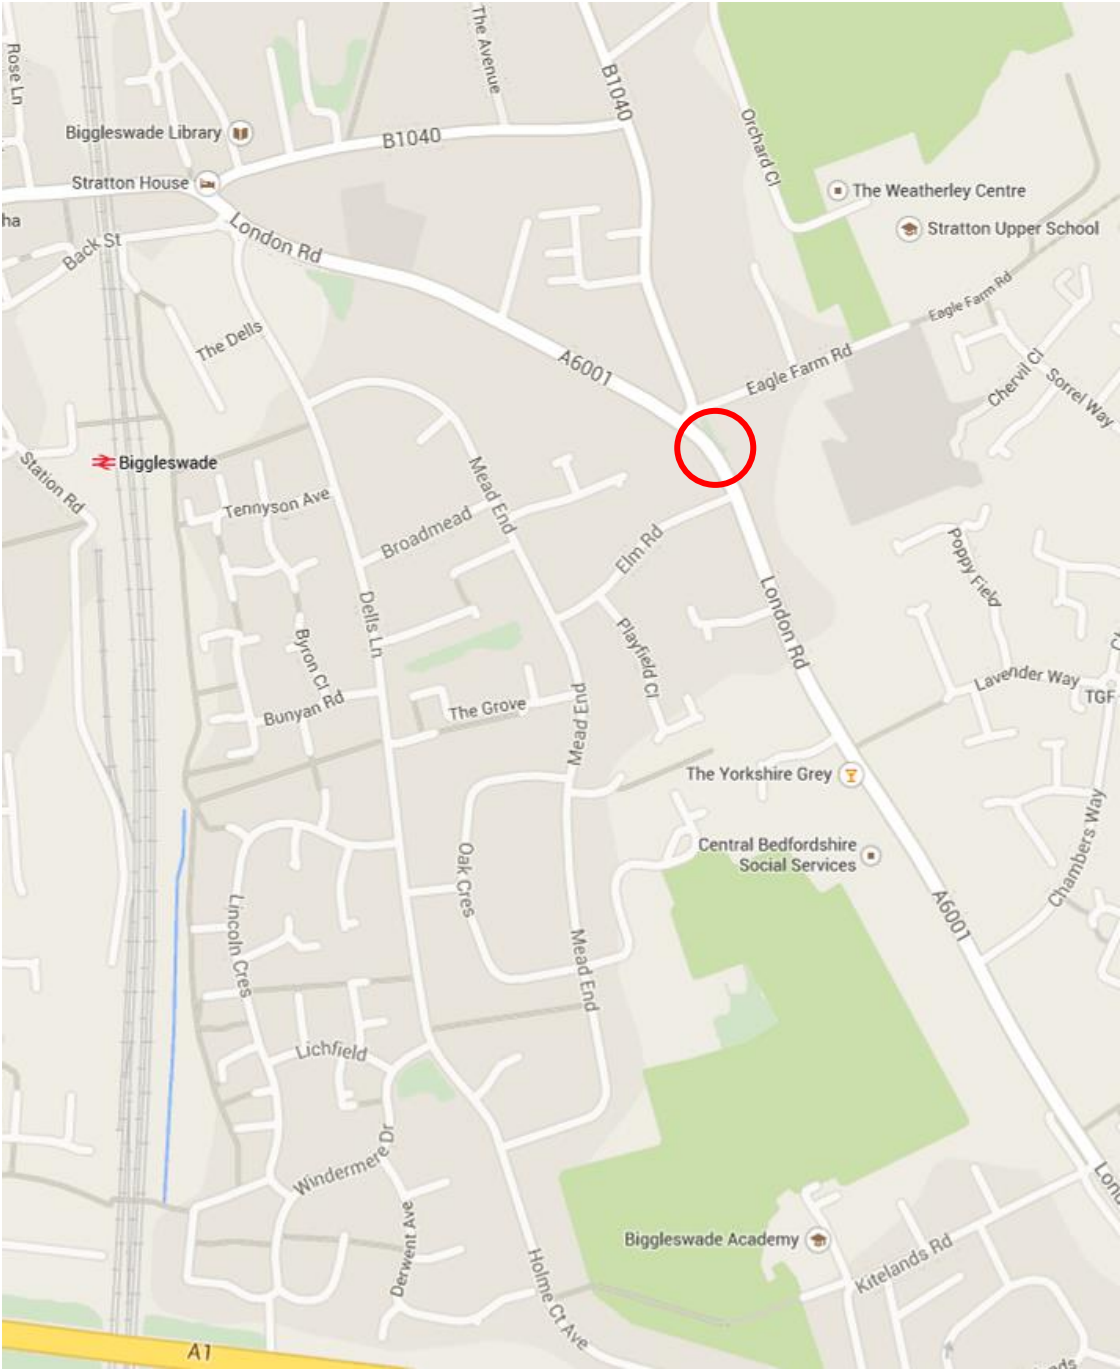 Rose Ln
The Avenue
B1040
Biggleswade Library
B1040
Orchard Cl
Stratton House
The Weatherley Centre
ha
London Rd
Stratton Upper School
Back St
Eagle Farm Rd
The Dells
A6001
Eagle Farm Rd
Chervil Cl
Sorrel Way
Biggleswade
Station Rd
Mead End
Tennyson Ave
Broadmead
Elm Rd
Poppy Field
London Rd
Dells Ln
Byron Cl
Playfield Cl
Lavender Way
TGF
Bunyan Rd
The Grove
Mead End
The Yorkshire Grey
Central Bedfordshire
Social Services
Chambers Way
Oak Cres
A6001
Lincoln Cres
Mead End
Lichfield
Windermere Dr
Derwent Ave
Biggleswade Academy
Kitelands Rd
Holme Ct Ave
A1